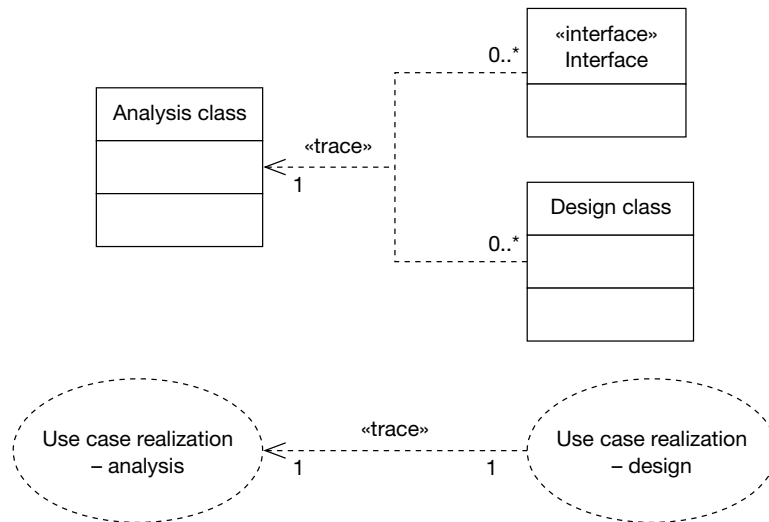 «interface»
Interface
0..*
Analysis class
«trace»
1
Design class
0..*
Use case realization
– analysis
«trace»
1
1
Use case realization
– design